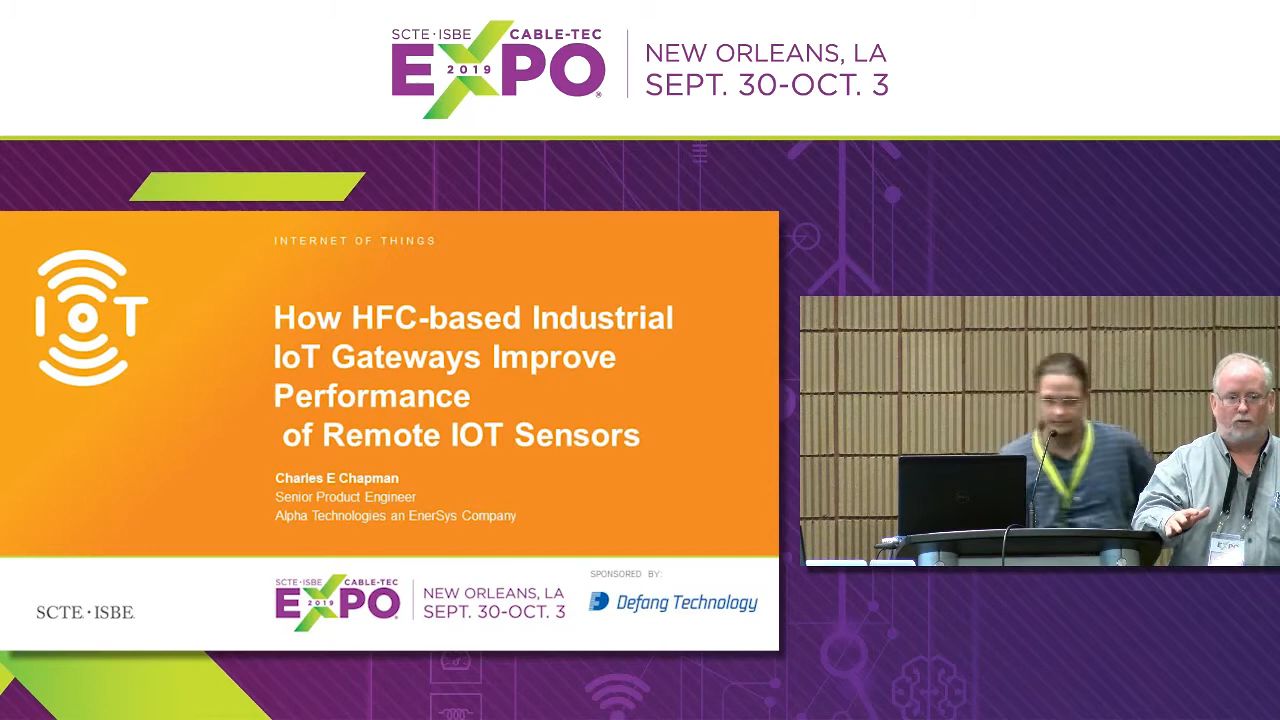 SCTE · ISBE CABLE-TEC
EXPO
2019
NEW ORLEANS, LA
SEPT. 30-OCT. 3
INTERNET OF THINGS
IOT
How HFC-based Industrial
IoT Gateways Improve
Performance
of Remote IOT Sensors
Charles E Chapman
Senior Product Engineer
Alpha Technologies an EnerSys Company
SCTE · ISBE
SCTE · ISBE CABLE-TEC
EXPO
2019
NEW ORLEANS, LA
SEPT. 30-OCT. 3
SPONSORED BY:
Defang Technology
EXPO